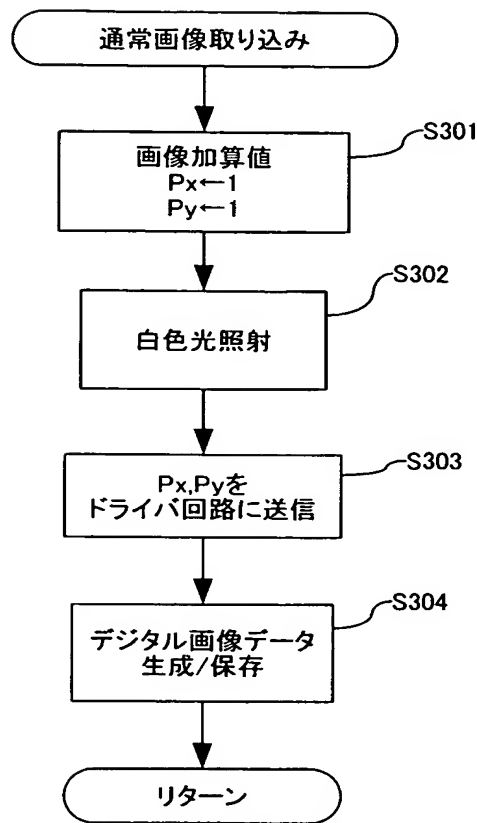 通常画像取り込み
S301
画像加算値
Px←1
Py←1
S302
白色光照射
S303
Px,Pyを
ドライバ回路に送信
S304
デジタル画像データ
生成/保存
リターン